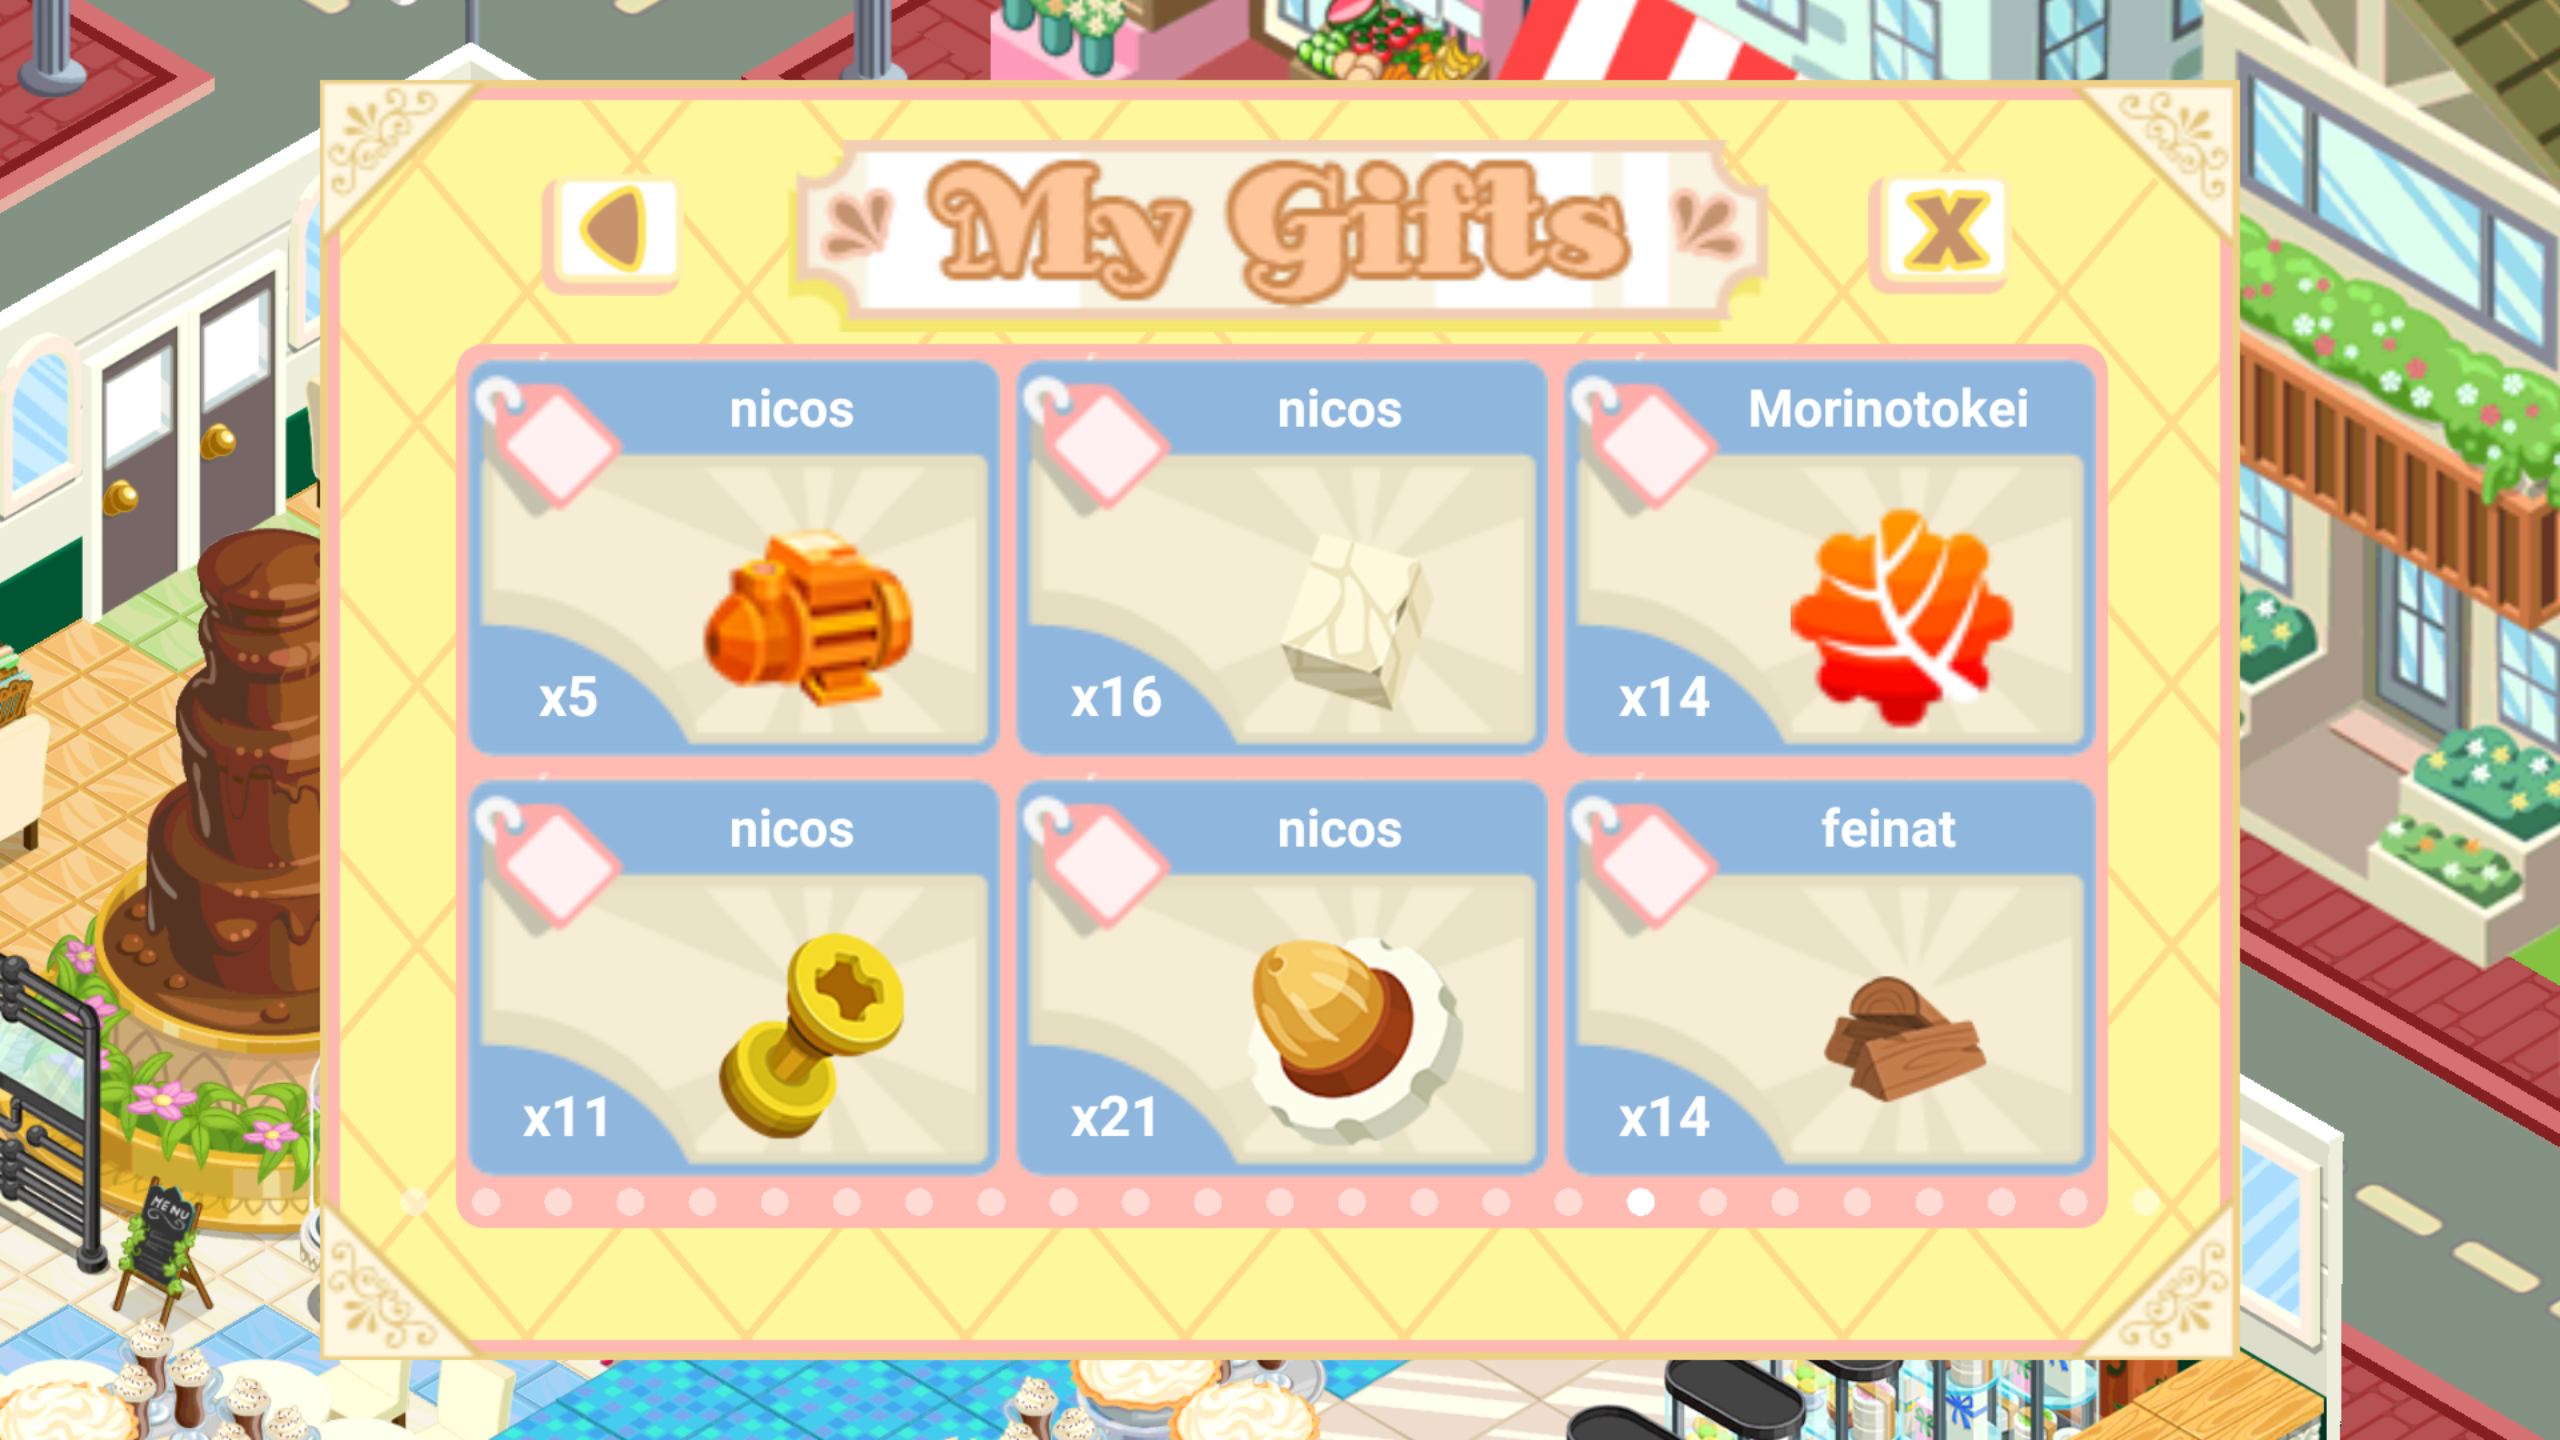 My Gifts
X
nicos
x5
nicos
x16
Morinotokei
x14
nicos
x11
nicos
x21
feinat
x14
MENU